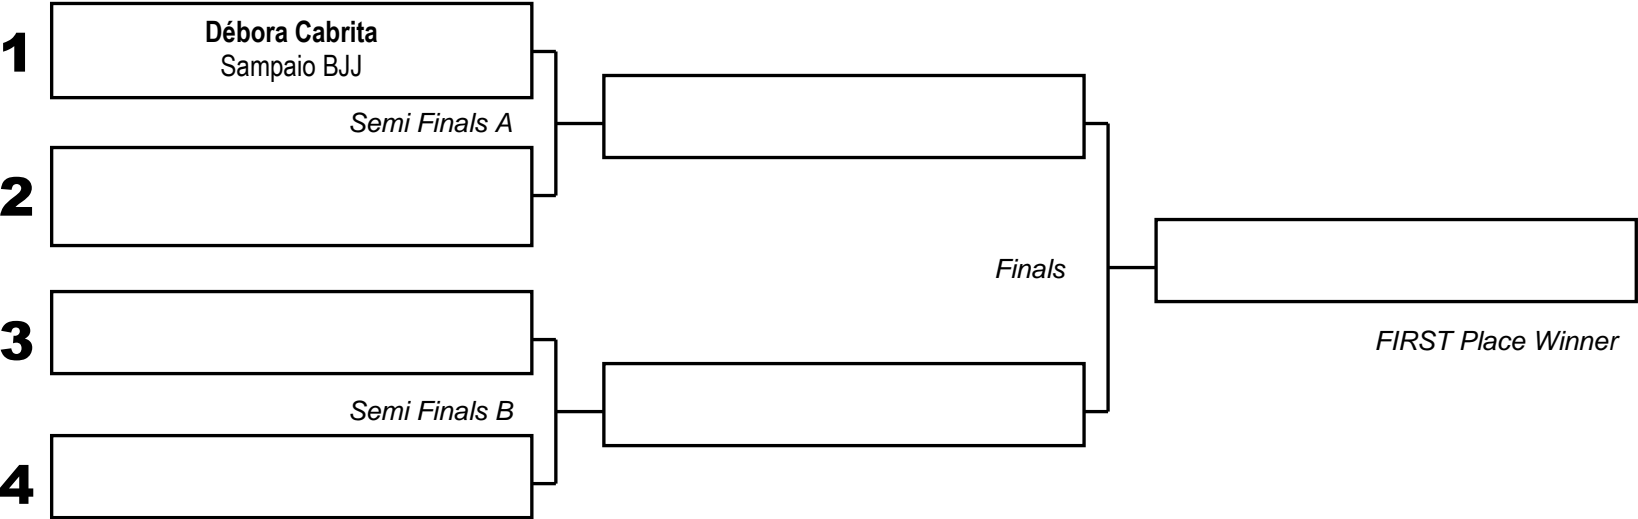 1
Débora Cabrita
Sampaio BJJ
Semi Finals A
2
3
Semi Finals B
4
Finals
FIRST Place Winner